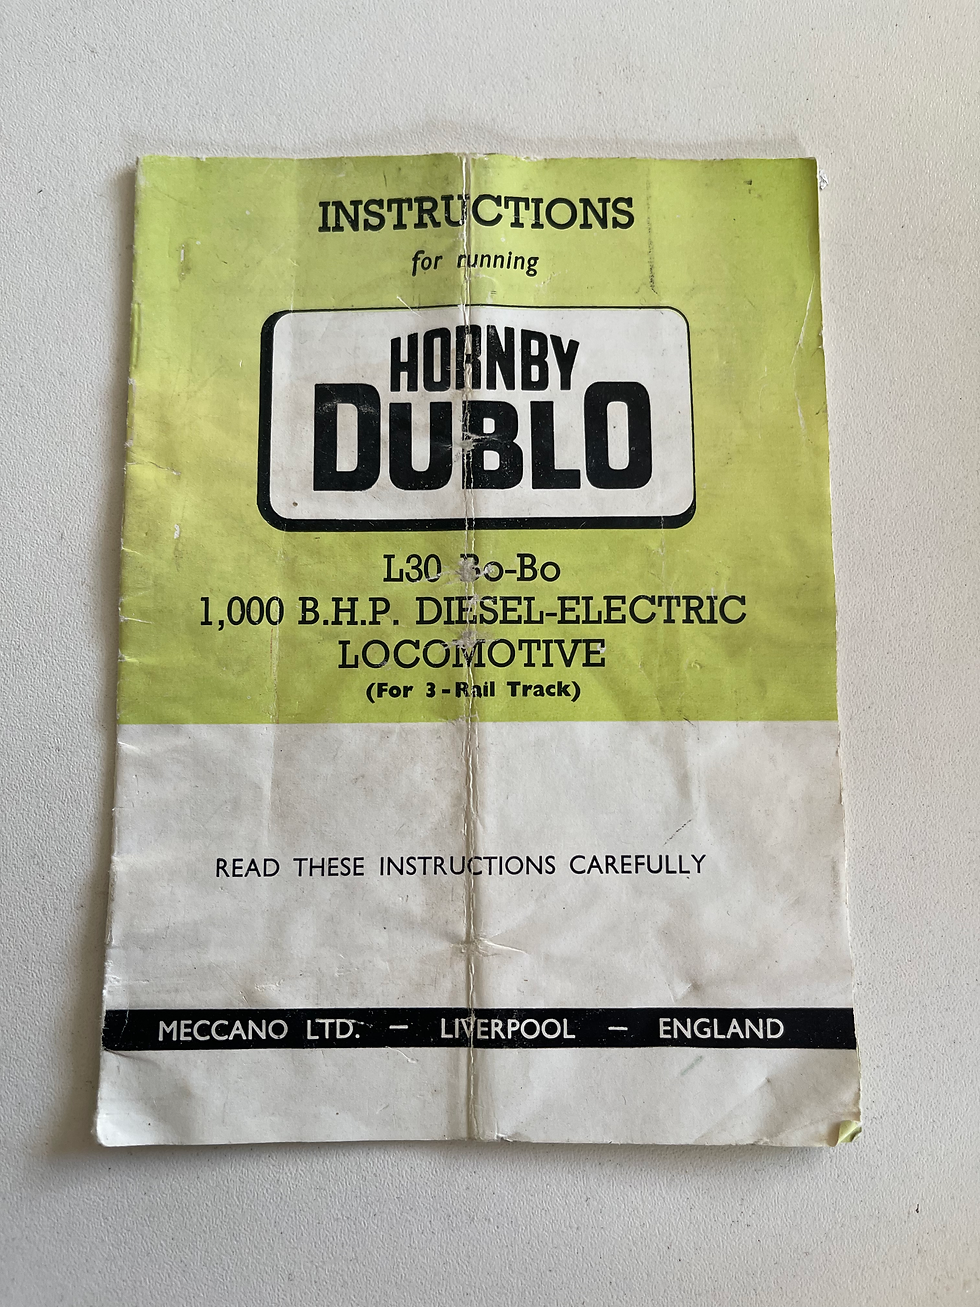 INSTRUCTIONS
for running
HORNBY
DUBLO
L30 Bo-Bo
1,000 B.H.P. DIESEL-ELECTRIC
LOCOMOTIVE
(For 3-Rail Track)
READ THESE INSTRUCTIONS CAREFULLY
MECCANO LTD. — LIVERPOOL — ENGLAND